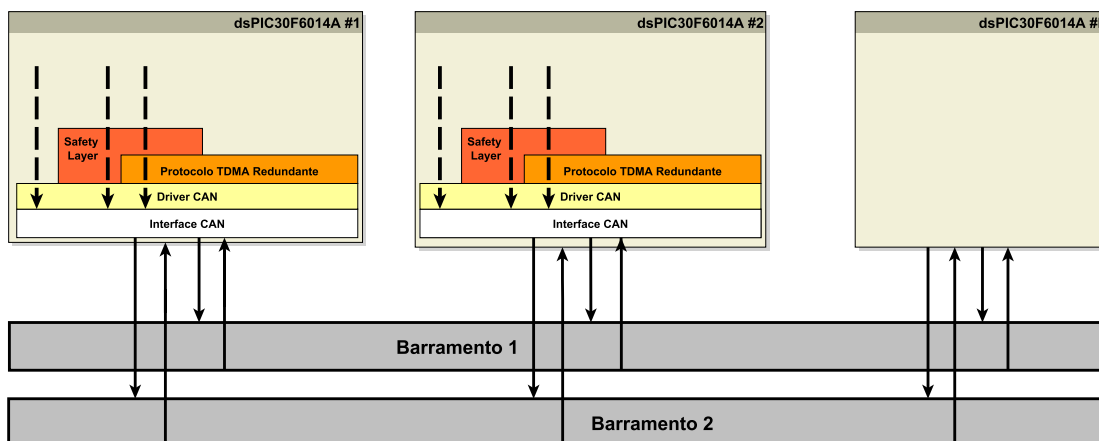 dsPIC30F6014A #1
dsPIC30F6014A #2
dsPIC30F6014A #
Safety
Layer
Protocolo TDMA Redundante
Driver CAN
Interface CAN
Safety
Layer
Protocolo TDMA Redundante
Driver CAN
Interface CAN
Barramento 1
Barramento 2